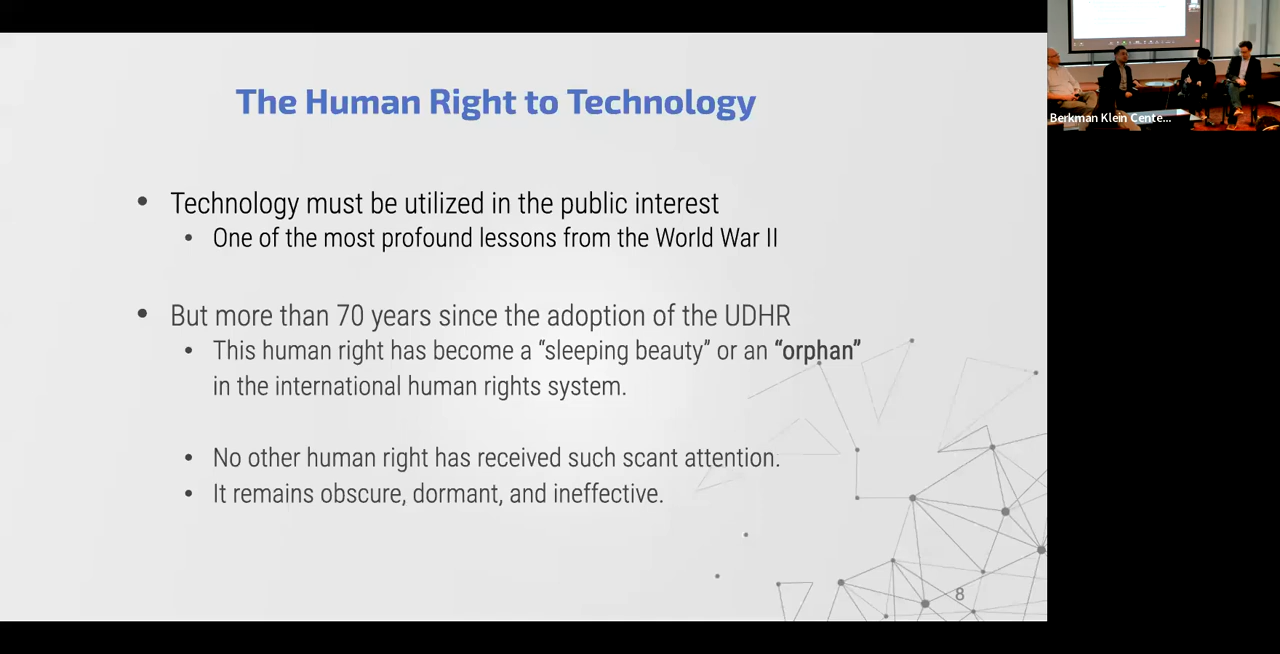 The Human Right to Technology
• Technology must be utilized in the public interest
• One of the most profound lessons from the World War II
• But more than 70 years since the adoption of the UDHR
• This human right has become a “sleeping beauty” or an “orphan”
in the international human rights system.
• No other human right has received such scant attention.
• It remains obscure, dormant, and ineffective.
8
Berkman Klein Cente...